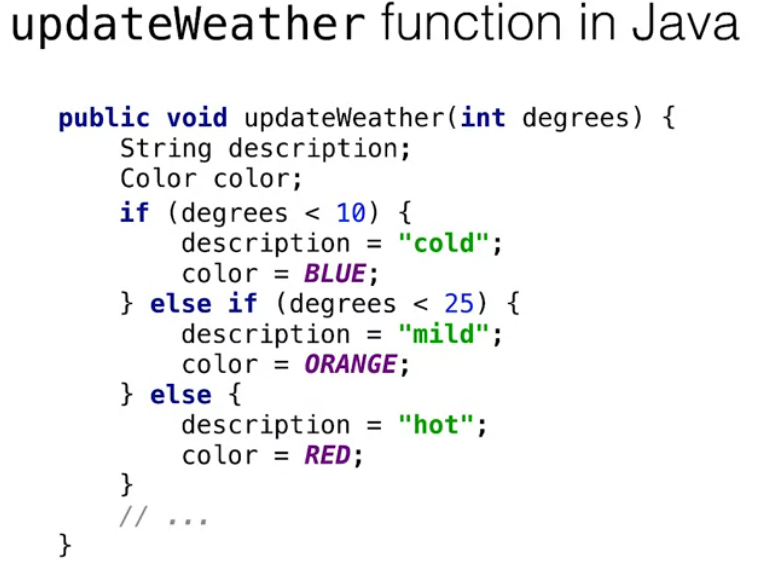 updateWeather function in Java
public void updateWeather(int degrees) {
    String description;
    Color color;
    if (degrees < 10) {
        description = "cold";
        color = BLUE;
    } else if (degrees < 25) {
        description = "mild";
        color = ORANGE;
    } else {
        description = "hot";
        color = RED;
    }
    // ...
}